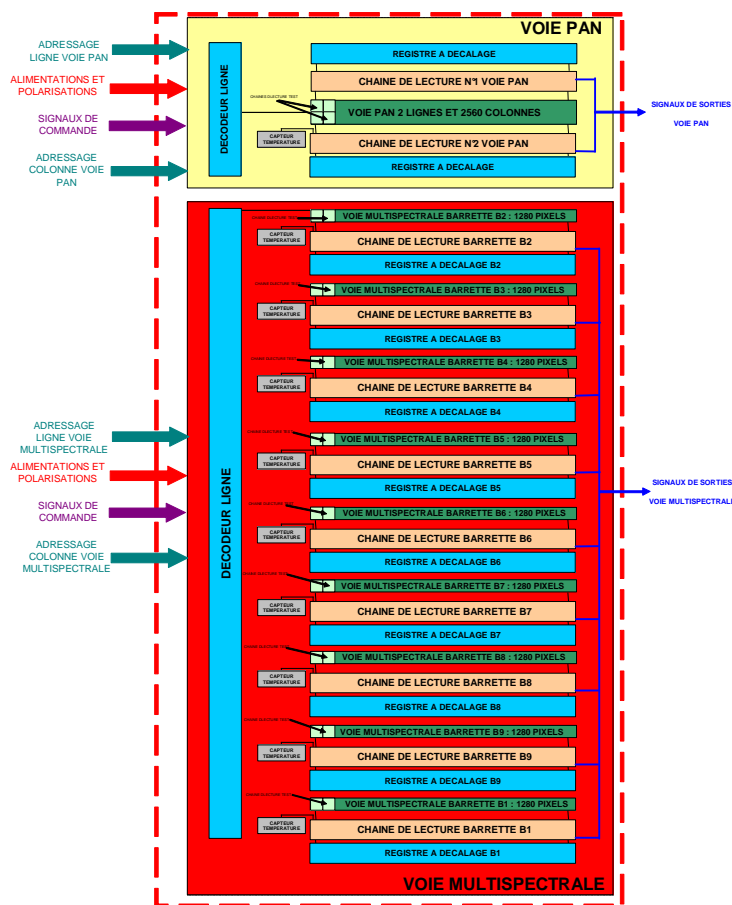 VOIE PAN
ADRESSAGE
LIGNE VOIE PAN
ALIMENTATIONS ET
POLARISATIONS
SIGNAUX DE
COMMANDE
ADRESSAGE
COLONNE VOIE
PAN
DECODEUR LIGNE
REGISTRE A DECALAGE
CHAINE DE LECTURE N°1 VOIE PAN
CHAINES DLECTURE TEST
VOIE PAN 2 LIGNES ET 2560 COLONNES
CAPTEUR
TEMPERATURE
CHAINE DE LECTURE N°2 VOIE PAN
REGISTRE A DECALAGE
SIGNAUX DE SORTIES
VOIE PAN
ADRESSAGE
LIGNE VOIE
MULTISPECTRALE
ALIMENTATIONS ET
POLARISATIONS
SIGNAUX DE
COMMANDE
ADRESSAGE
COLONNE VOIE
MULTISPECTRALE
DECODEUR LIGNE
VOIE MULTISPECTRALE BARRETTE B2 : 1280 PIXELS
CAPTEUR
TEMPERATURE
CHAINE DE LECTURE BARRETTE B2
REGISTRE A DECALAGE B2
VOIE MULTISPECTRALE BARRETTE B3 : 1280 PIXELS
CAPTEUR
TEMPERATURE
CHAINE DE LECTURE BARRETTE B3
REGISTRE A DECALAGE B3
VOIE MULTISPECTRALE BARRETTE B4 : 1280 PIXELS
CAPTEUR
TEMPERATURE
CHAINE DE LECTURE BARRETTE B4
REGISTRE A DECALAGE B4
VOIE MULTISPECTRALE BARRETTE B5 : 1280 PIXELS
CAPTEUR
TEMPERATURE
CHAINE DE LECTURE BARRETTE B5
REGISTRE A DECALAGE B5
VOIE MULTISPECTRALE BARRETTE B6 : 1280 PIXELS
CAPTEUR
TEMPERATURE
CHAINE DE LECTURE BARRETTE B6
REGISTRE A DECALAGE B6
VOIE MULTISPECTRALE BARRETTE B7 : 1280 PIXELS
CAPTEUR
TEMPERATURE
CHAINE DE LECTURE BARRETTE B7
REGISTRE A DECALAGE B7
VOIE MULTISPECTRALE BARRETTE B8 : 1280 PIXELS
CAPTEUR
TEMPERATURE
CHAINE DE LECTURE BARRETTE B8
REGISTRE A DECALAGE B8
VOIE MULTISPECTRALE BARRETTE B9 : 1280 PIXELS
CAPTEUR
TEMPERATURE
CHAINE DE LECTURE BARRETTE B9
REGISTRE A DECALAGE B9
VOIE MULTISPECTRALE BARRETTE B1 : 1280 PIXELS
CAPTEUR
TEMPERATURE
CHAINE DE LECTURE BARRETTE B1
REGISTRE A DECALAGE B1
SIGNAUX DE SORTIES
VOIE MULTISPECTRALE
VOIE MULTISPECTRALE